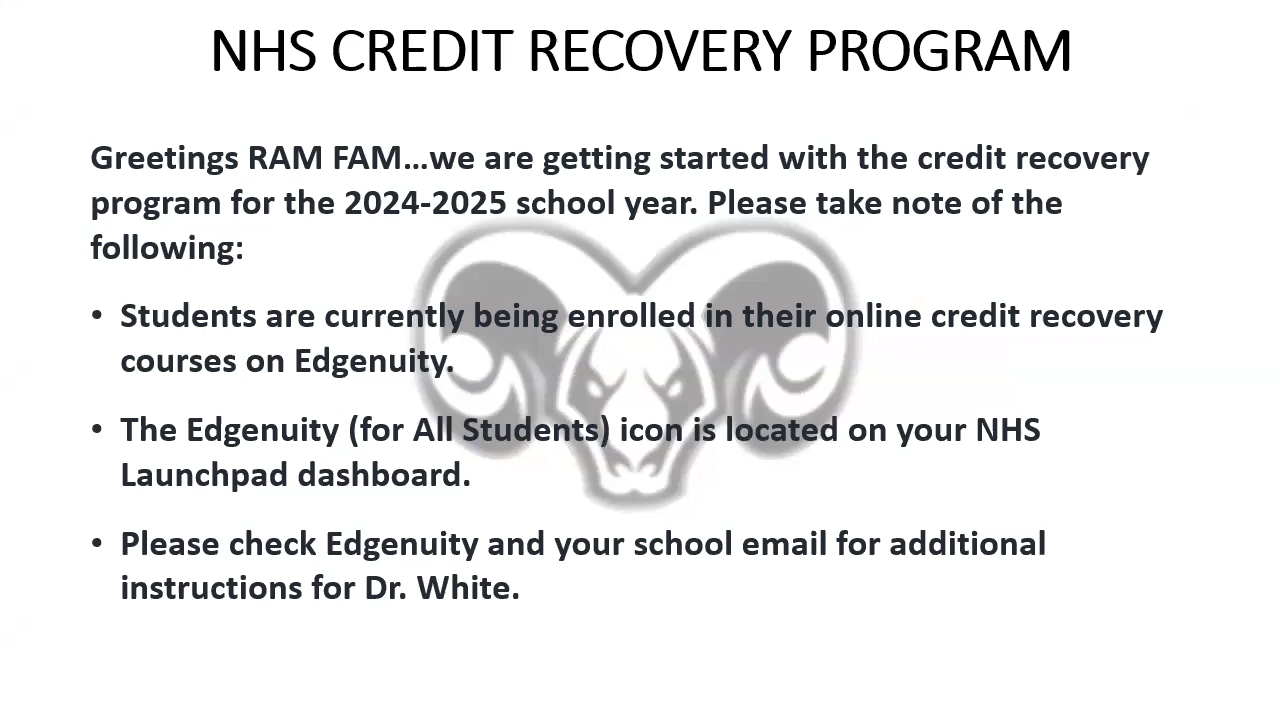 NHS CREDIT RECOVERY PROGRAM
Greetings RAM FAM...we are getting started with the credit recovery
program for the 2024-2025 school year. Please take note of the
following:
• Students are currently being enrolled in their online credit recovery
courses on Edgenuity.
• The Edgenuity (for All Students) icon is located on your NHS
Launchpad dashboard.
• Please check Edgenuity and your school email for additional
instructions for Dr. White.